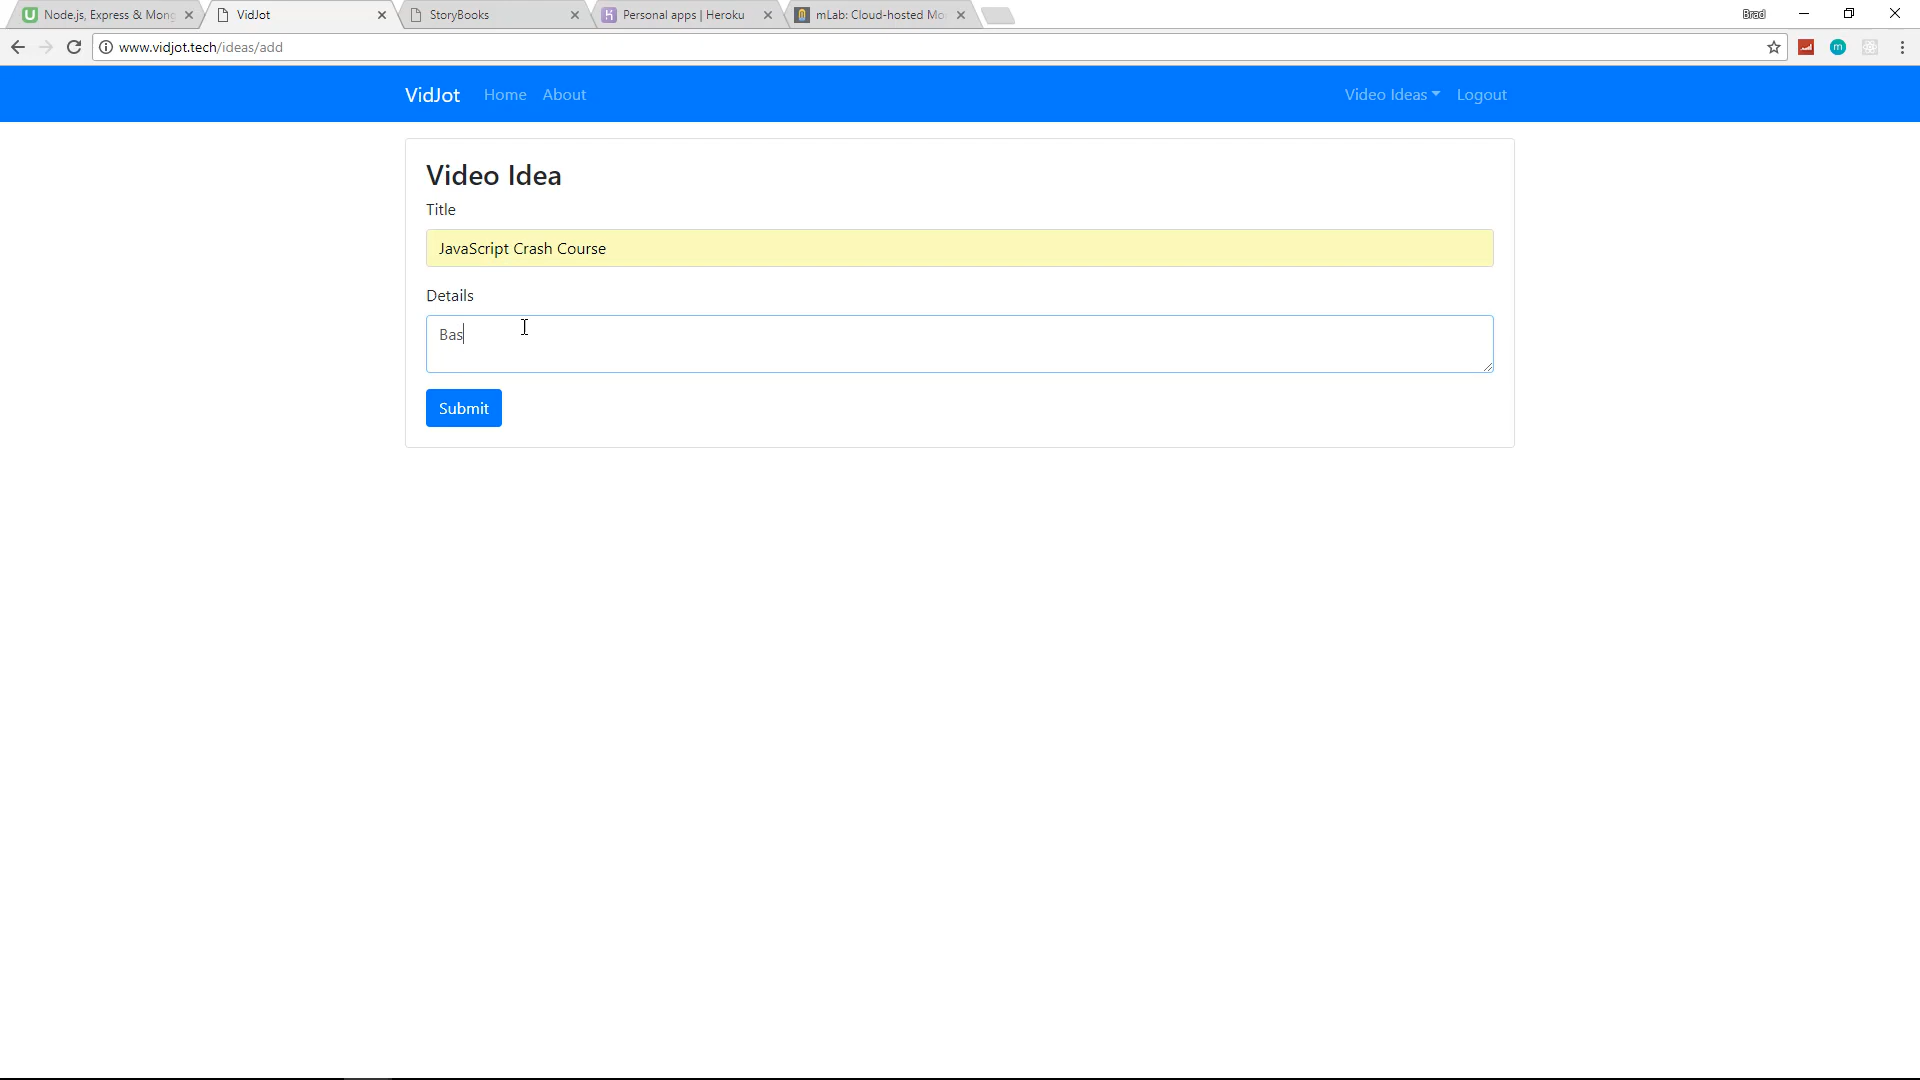 Node.js, Express & Mong
VidJot
StoryBooks
Personal apps | Heroku
mLab: Cloud-hosted Mo
Brad
www.vidjot.tech/ideas/add
m
VidJot
Home
About
Video Ideas
Logout
Video Idea
Title
JavaScript Crash Course
Details
Bas
Submit